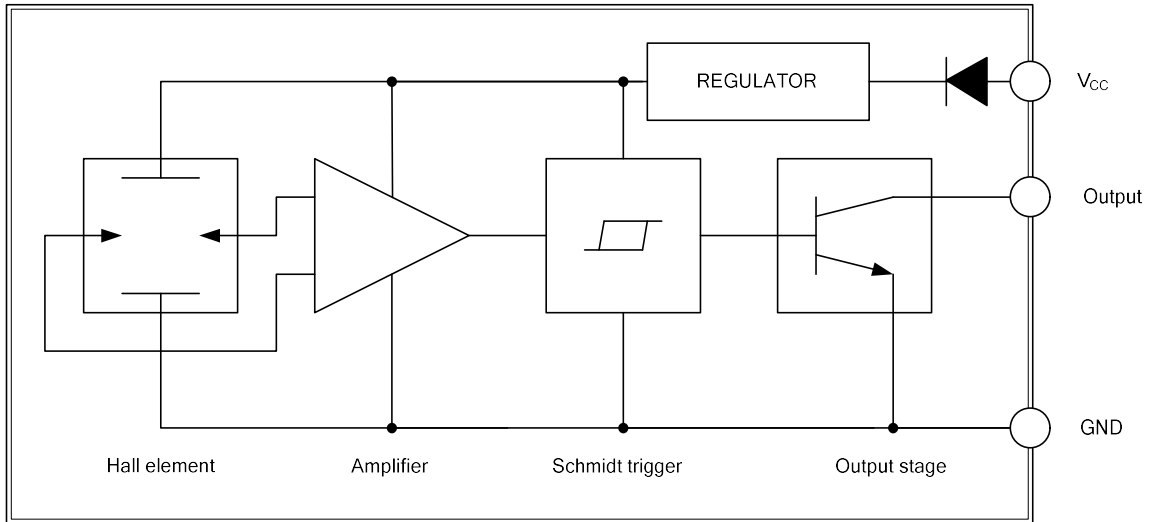 REGULATOR
VCC
Output
GND
Hall element
Amplifier
Schmidt trigger
Output stage